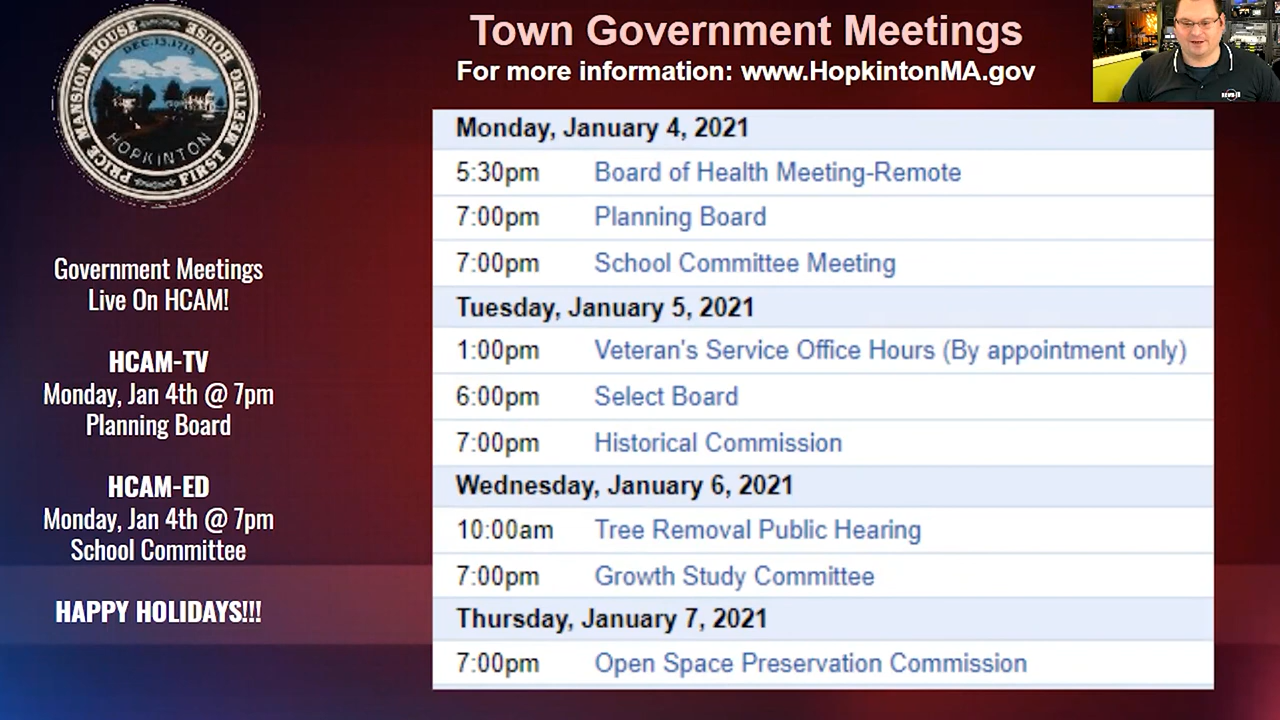 PRICE MANSION HOUSE
FIRST MEETING HOUSE
DEC. 13, 1715
HOPKINTON
Government Meetings
Live On HCAM!
HCAM-TV
Monday, Jan 4th @ 7pm
Planning Board
HCAM-ED
Monday, Jan 4th @ 7pm
School Committee
HAPPY HOLIDAYS!!!
Town Government Meetings
For more information: www.HopkintonMA.gov
Monday, January 4, 2021
5:30pm Board of Health Meeting-Remote
7:00pm Planning Board
7:00pm School Committee Meeting
Tuesday, January 5, 2021
1:00pm Veteran's Service Office Hours (By appointment only)
6:00pm Select Board
7:00pm Historical Commission
Wednesday, January 6, 2021
10:00am Tree Removal Public Hearing
7:00pm Growth Study Committee
Thursday, January 7, 2021
7:00pm Open Space Preservation Commission